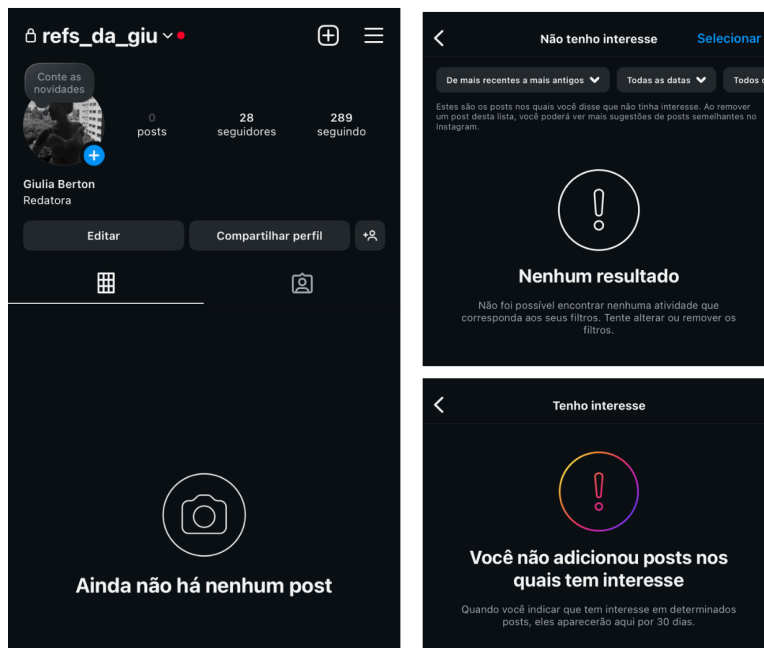 refs_da_giu
Conte as
novidades
0
posts
28
seguidores
289
seguindo
Giulia Berton
Redatora
Editar
Compartilhar perfil
Ainda não há nenhum post
Não tenho interesse
Selecionar
De mais recentes a mais antigos
Todas as datas
Todos
Estes são os posts nos quais você disse que não tinha interesse. Ao remover
um post desta lista, você poderá ver mais sugestões de posts semelhantes no
Instagram.
Nenhum resultado
Não foi possível encontrar nenhuma atividade que
corresponda aos seus filtros. Tente alterar ou remover os
filtros.
Tenho interesse
Você não adicionou posts nos
quais tem interesse
Quando você indicar que tem interesse em determinados
posts, eles aparecerão aqui por 30 dias.